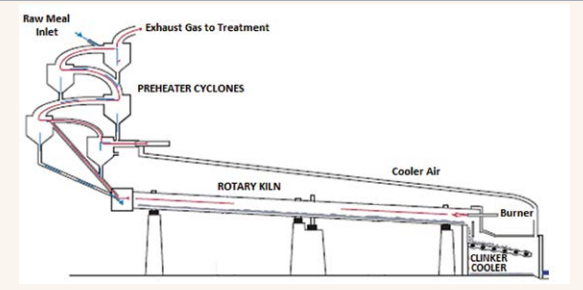 Raw Meal
Inlet
Exhaust Gas to Treatment
PREHEATER CYCLONES
Cooler Air
ROTARY KILN
Burner
CLINKER
COOLER